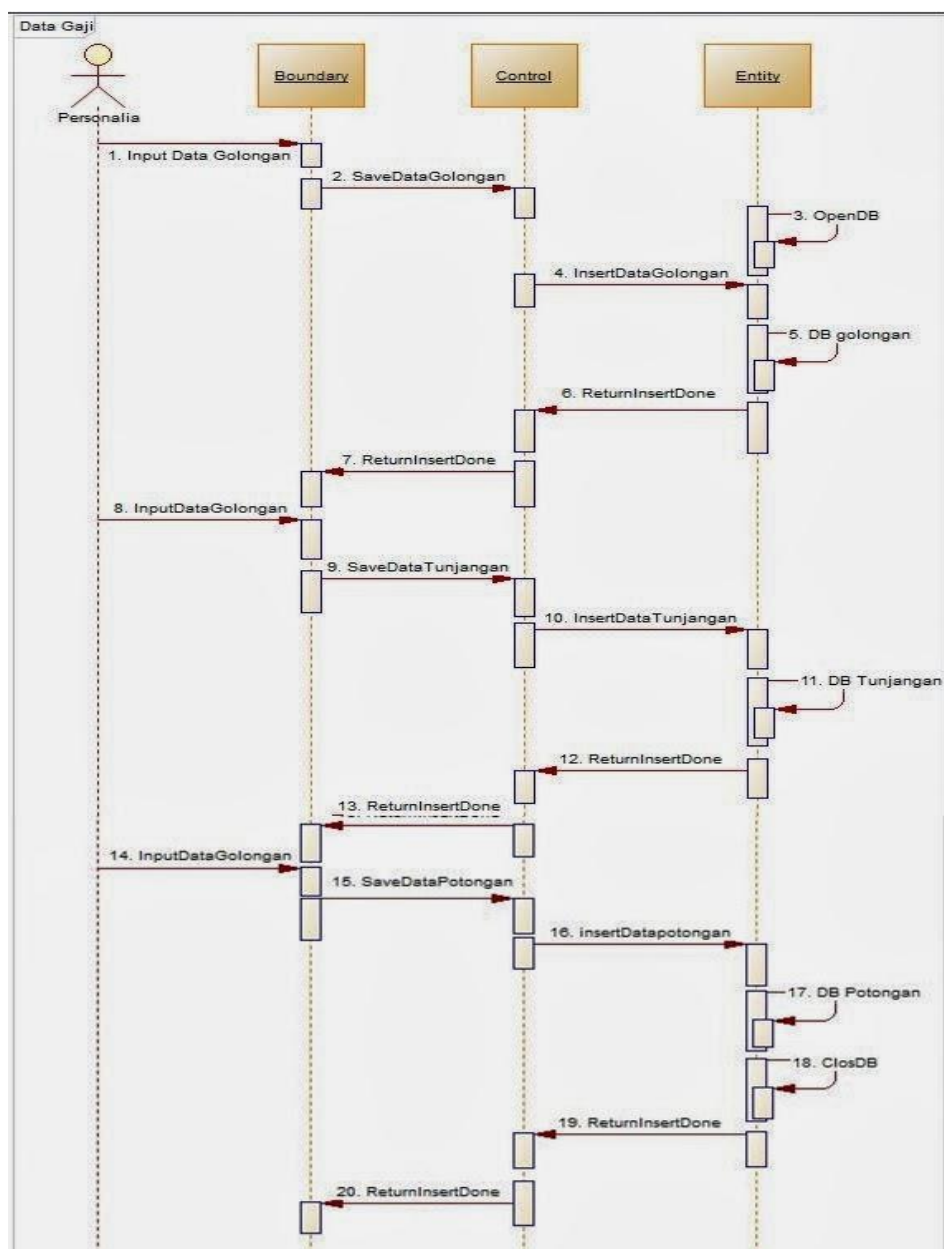 Data Gaji
Boundary
Control
Entity
Personalia
1. Input Data Golongan
2. SaveDataGolongan
3. OpenDB
4. InsertDataGolongan
5. DB golongan
6. ReturnInsertDone
7. ReturnInsertDone
8. InputDataGolongan
9. SaveDataTunjangan
10. InsertDataTunjangan
11. DB Tunjangan
12. ReturnInsertDone
13. ReturnInsertDone
14. InputDataGolongan
15. SaveDataPotongan
16. insertDatapotongan
17. DB Potongan
18. ClosDB
19. ReturnInsertDone
20. ReturnInsertDone